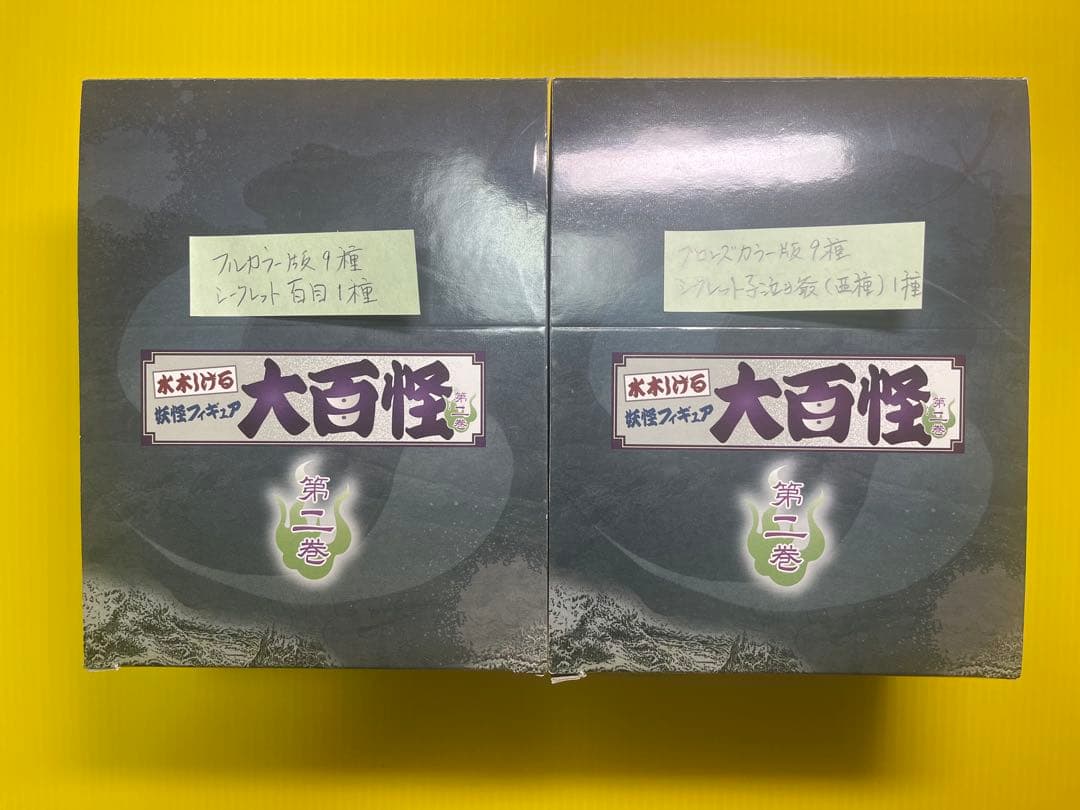 フルカラー版9種
シークレット百目1種
水木しげる
妖怪フィギュア
大百怪
第二巻
第二巻
ブロンズカラー版9種
シークレット子泣き爺(亜種)1種
水木しげる
妖怪フィギュア
大百怪
第二巻
第二巻